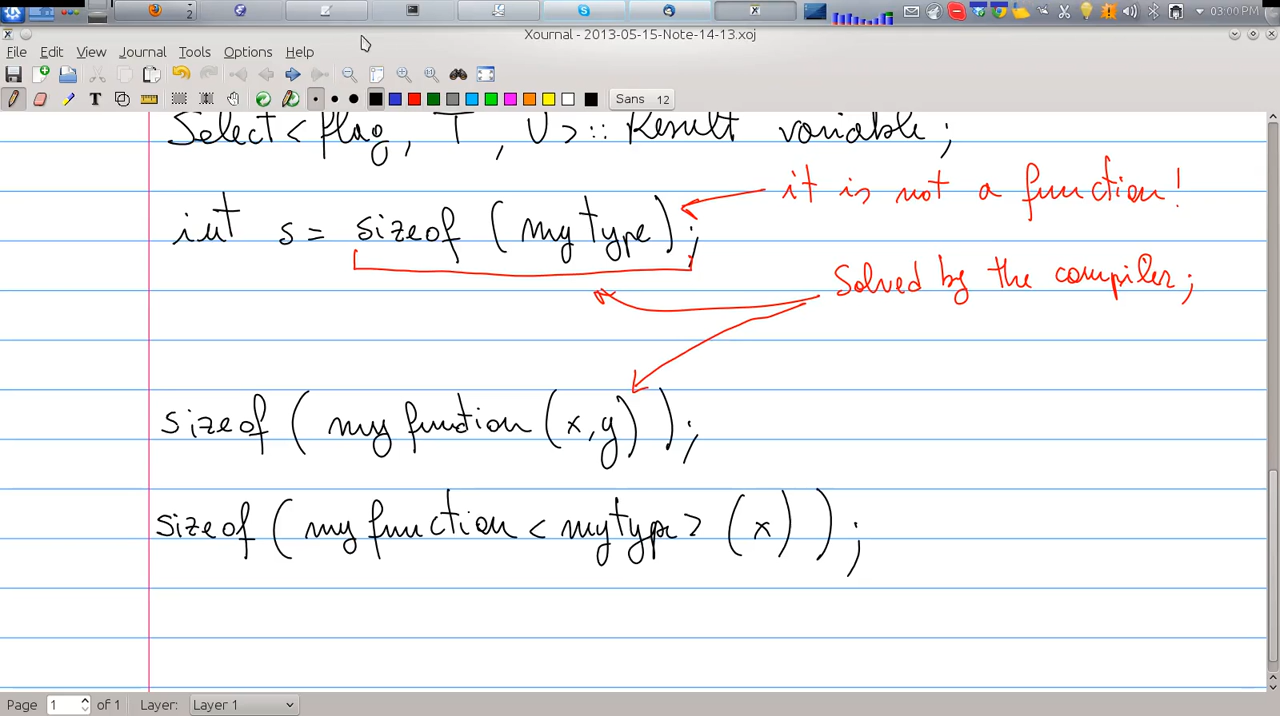 2
03:00 PM
Xournal - 2013-05-15-Note-14-13.xoj
File Edit View Journal Tools Options Help
Sans 12
Select<flag, T, U>::Result variable;
it is not a function!
int s = sizeof (mytype);
Solved by the compiler;
sizeof (myfunction (x,y));
sizeof (myfunction <mytype> (x));
Page 1 of 1 Layer: Layer 1